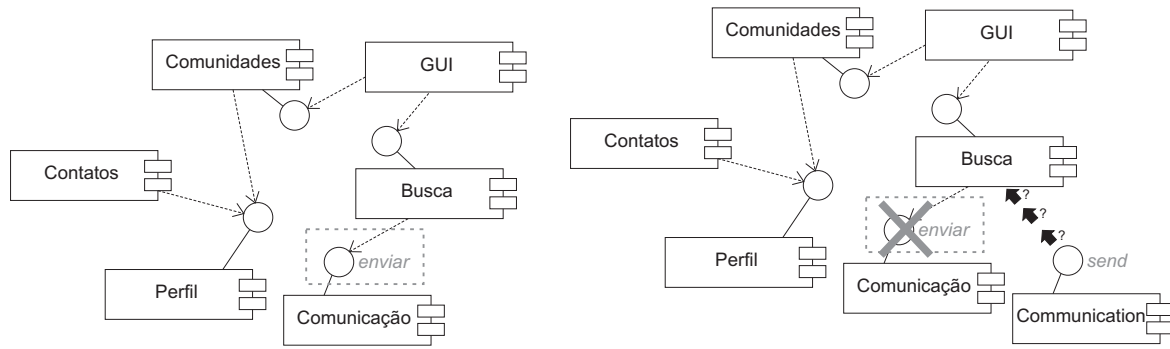 Comunidades
GUI
Contatos
Busca
enviar
Perfil
Comunicação
Comunidades
GUI
Contatos
Busca
?
?
?
enviar
send
Perfil
Comunicação
Communication